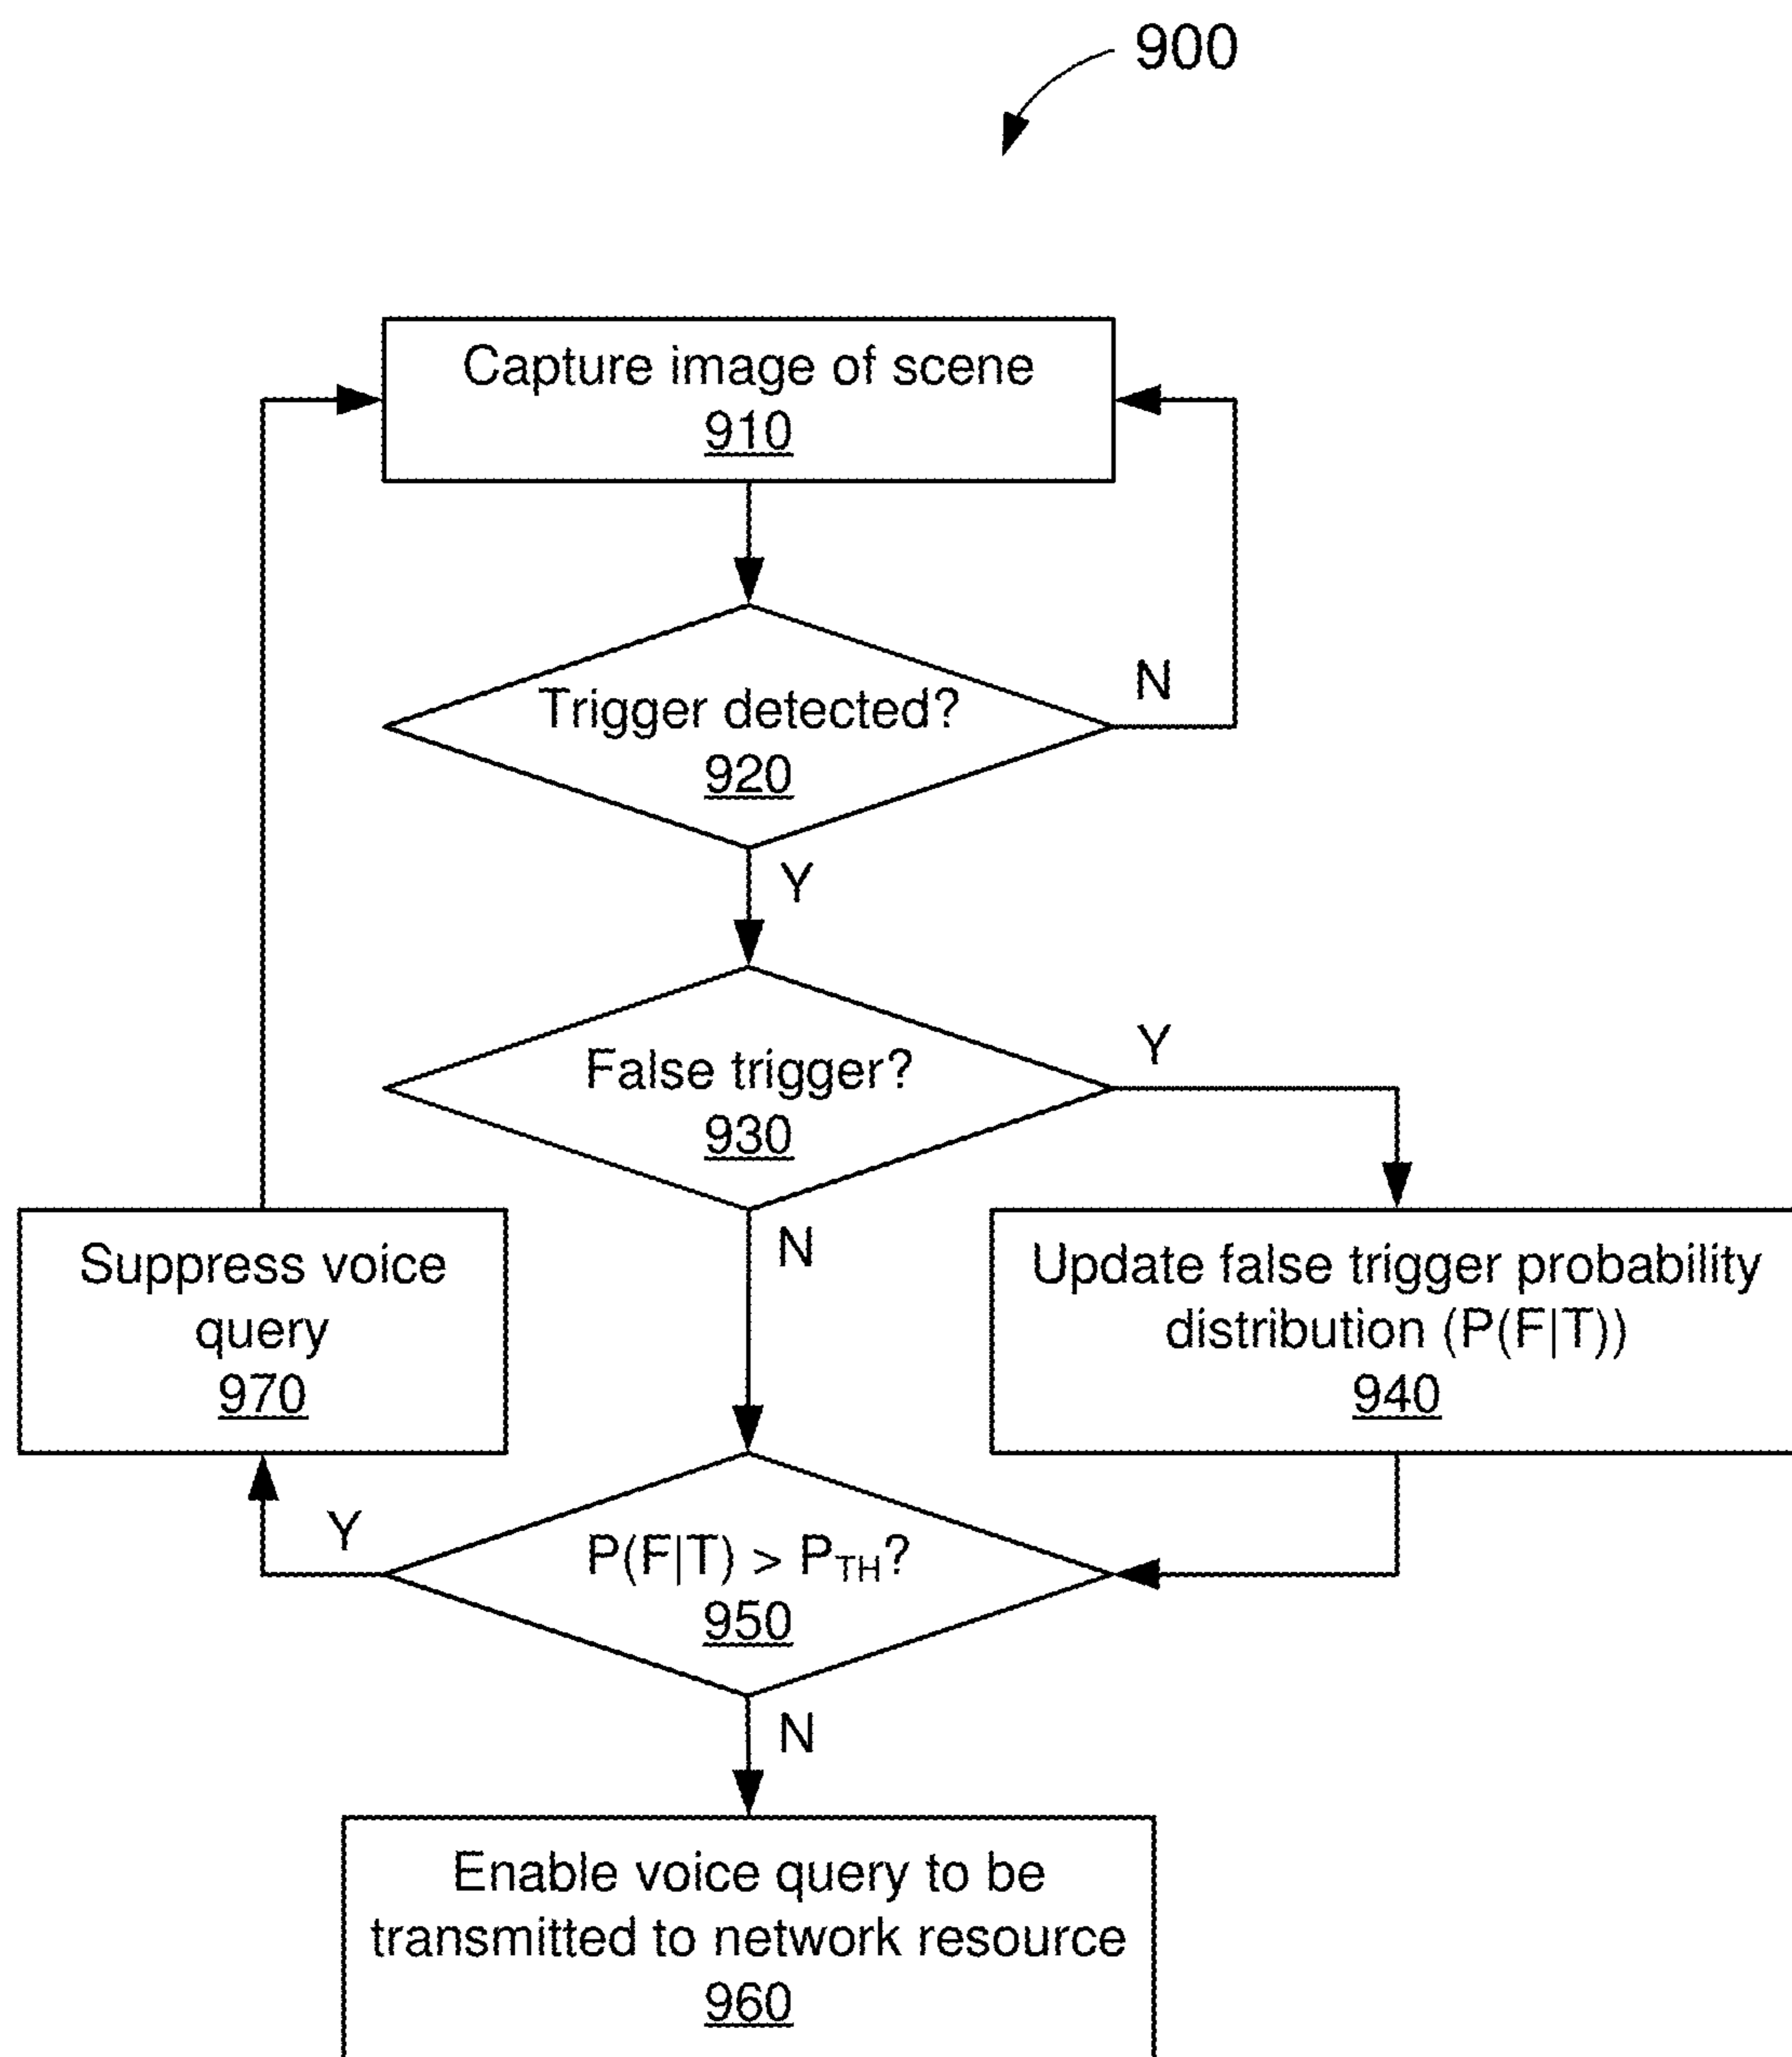 900
Capture image of scene
910
Trigger detected?
920
N
Y
False trigger?
930
Y
N
Suppress voice
query
970
Update false trigger probability
distribution (P(F|T))
940
P(F|T) > P_TH?
950
Y
N
Enable voice query to be
transmitted to network resource
960